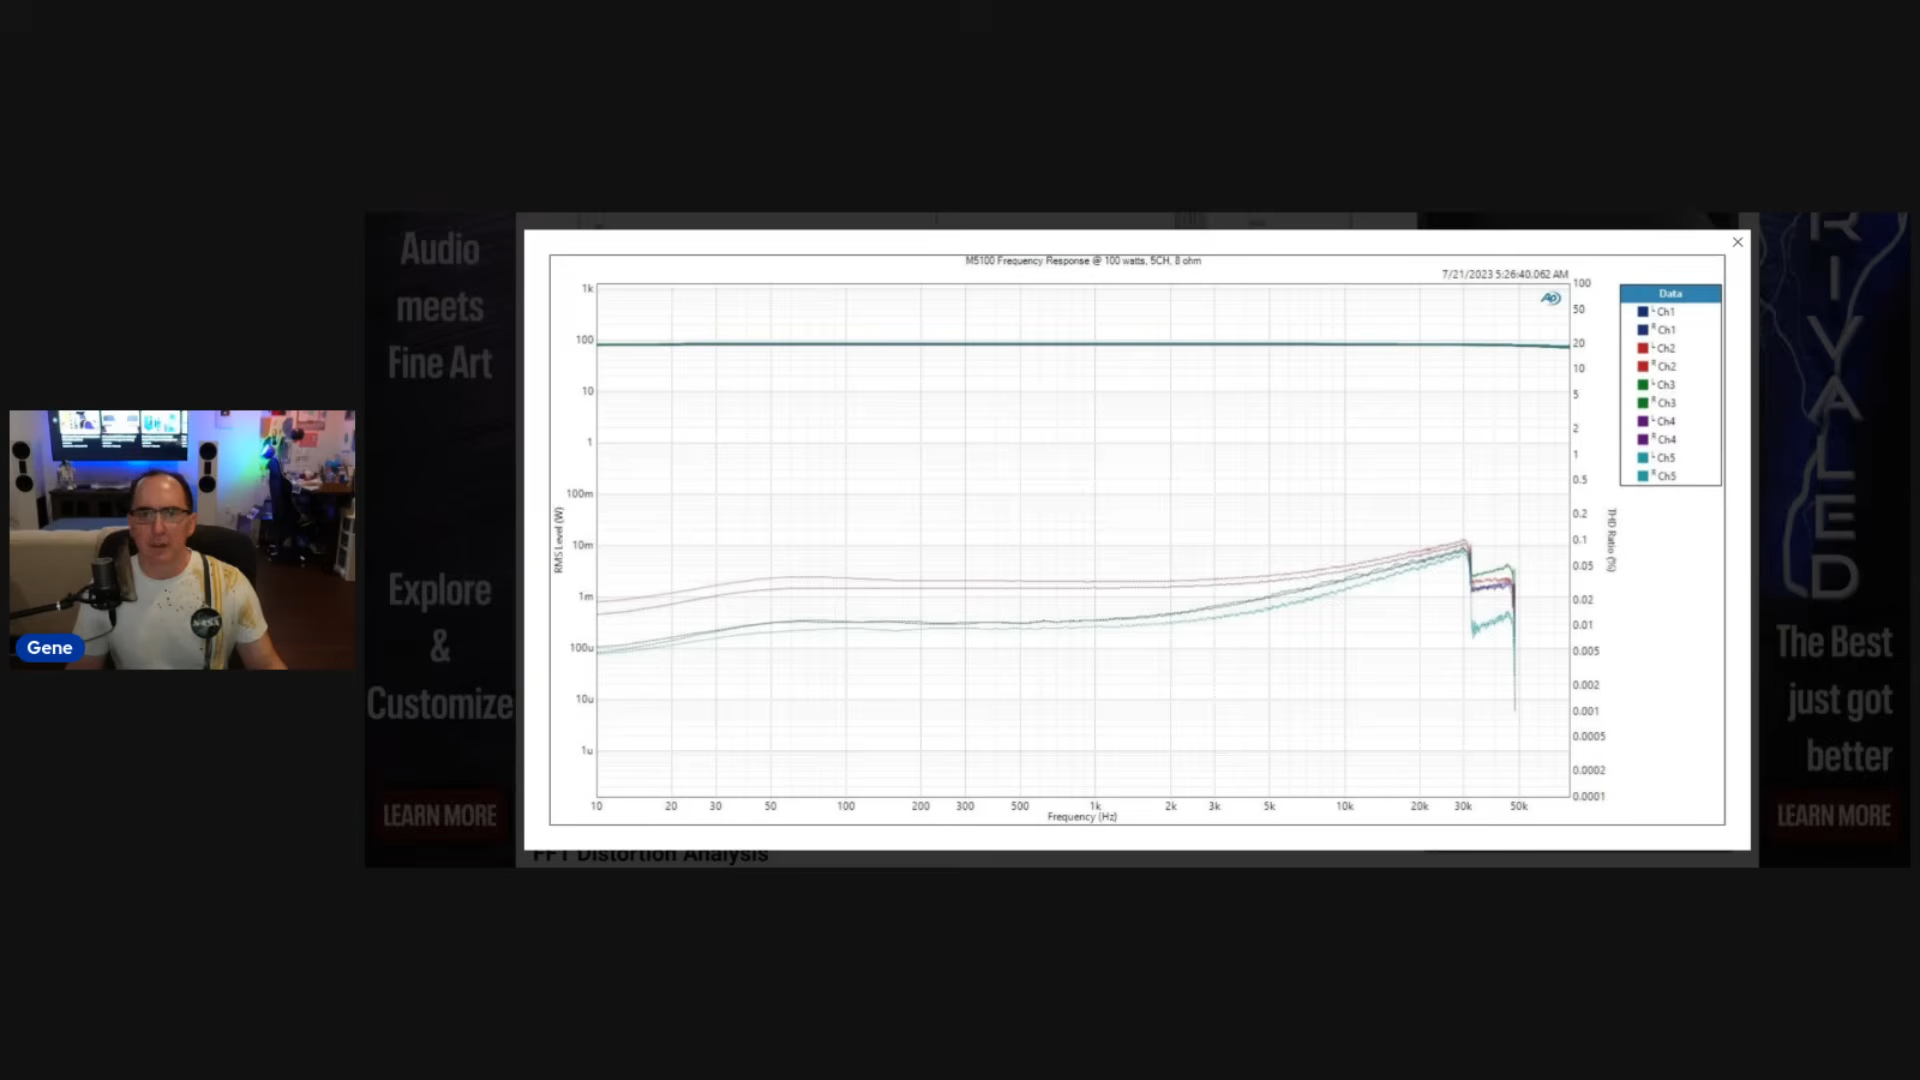 Audio
meets
Fine Art
Explore
&
Customize
LEARN MORE
Gene
NASA
M5100 Frequency Response @ 100 watts, 5CH, 8 ohm
7/21/2023 5:26:40.062 AM
AP
RMS Level (W)
1k
100
10
1
100m
10m
1m
100u
10u
1u
10 20 30 50 100 200 300 500 1k 2k 3k 5k 10k 20k 30k 50k
Frequency (Hz)
100
50
20
10
5
2
1
0.5
0.2
0.1
0.05
0.02
0.01
0.005
0.002
0.001
0.0005
0.0002
0.0001
THD Ratio (%)
Data
L Ch1
R Ch1
L Ch2
R Ch2
L Ch3
R Ch3
L Ch4
R Ch4
L Ch5
R Ch5
FFT Distortion Analysis
RIVALED
The Best
just got
better
LEARN MORE